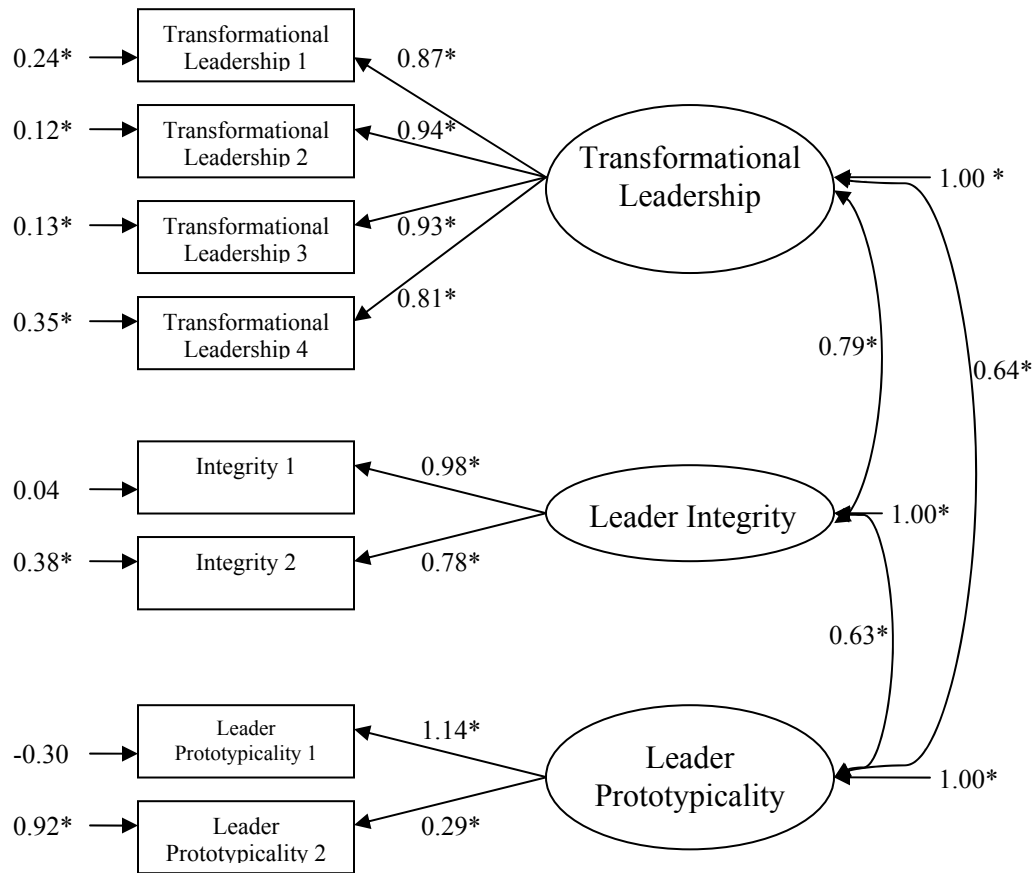 0.24*
Transformational
Leadership 1
0.87*
0.12*
Transformational
Leadership 2
0.94*
0.13*
Transformational
Leadership 3
0.93*
0.35*
Transformational
Leadership 4
0.81*
Transformational
Leadership
1.00 *
0.79*
0.64*
0.04
Integrity 1
0.98*
0.38*
Integrity 2
0.78*
Leader Integrity
1.00*
0.63*
-0.30
Leader
Prototypicality 1
1.14*
0.92*
Leader
Prototypicality 2
0.29*
Leader
Prototypicality
1.00*